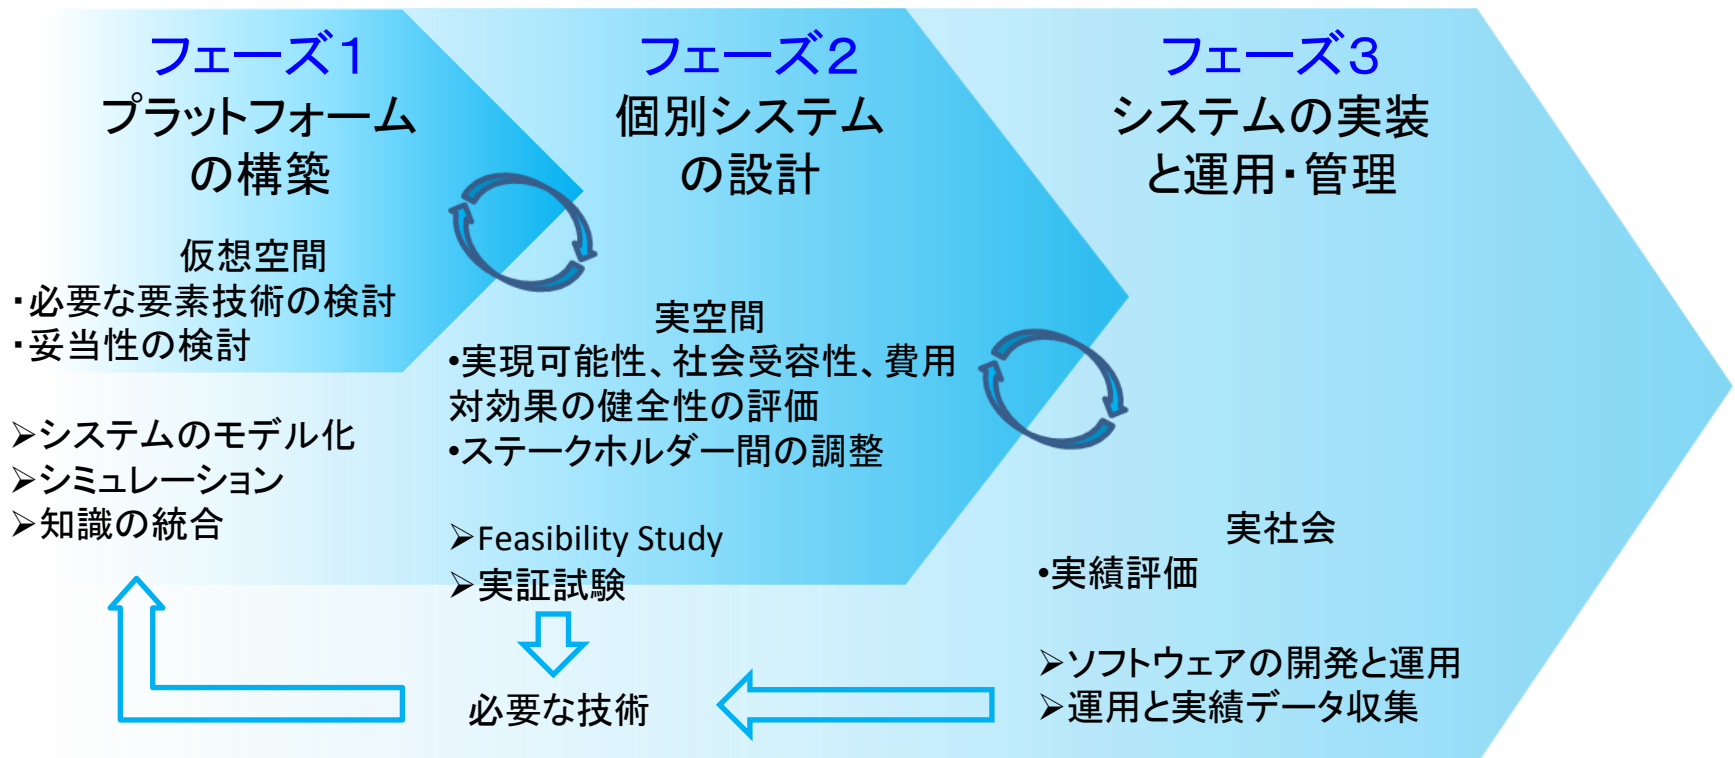 フェーズ1
プラットフォーム
の構築
仮想空間
・必要な要素技術の検討
・妥当性の検討
➢システムのモデル化
➢シミュレーション
➢知識の統合
フェーズ2
個別システム
の設計
実空間
•実現可能性、社会受容性、費用
対効果の健全性の評価
•ステークホルダー間の調整
➢Feasibility Study
➢実証試験
必要な技術
フェーズ3
システムの実装
と運用・管理
実社会
•実績評価
➢ソフトウェアの開発と運用
➢運用と実績データ収集